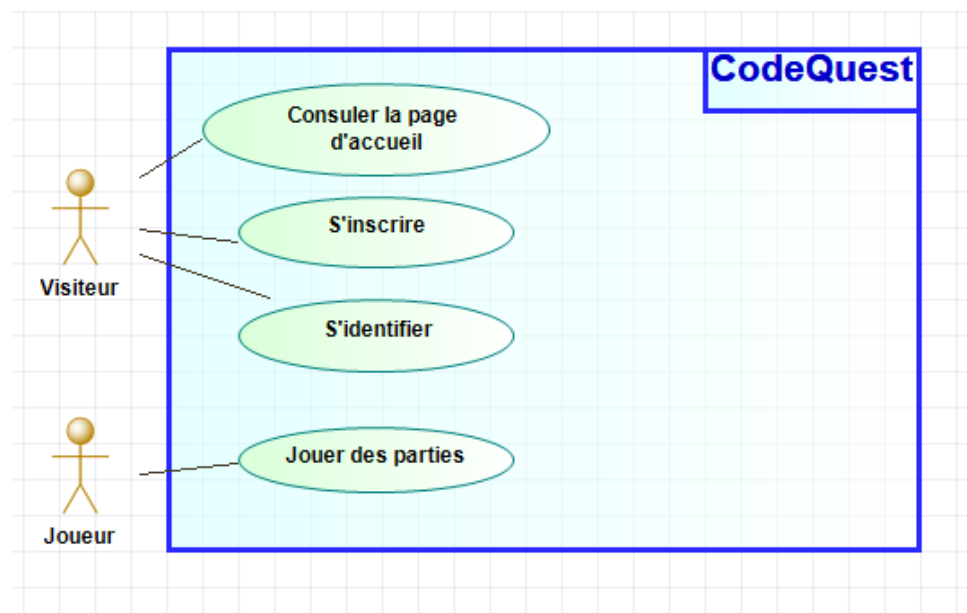 CodeQuest
Consuler la page
d'accueil
S'inscrire
Visiteur
S'identifier
Jouer des parties
Joueur